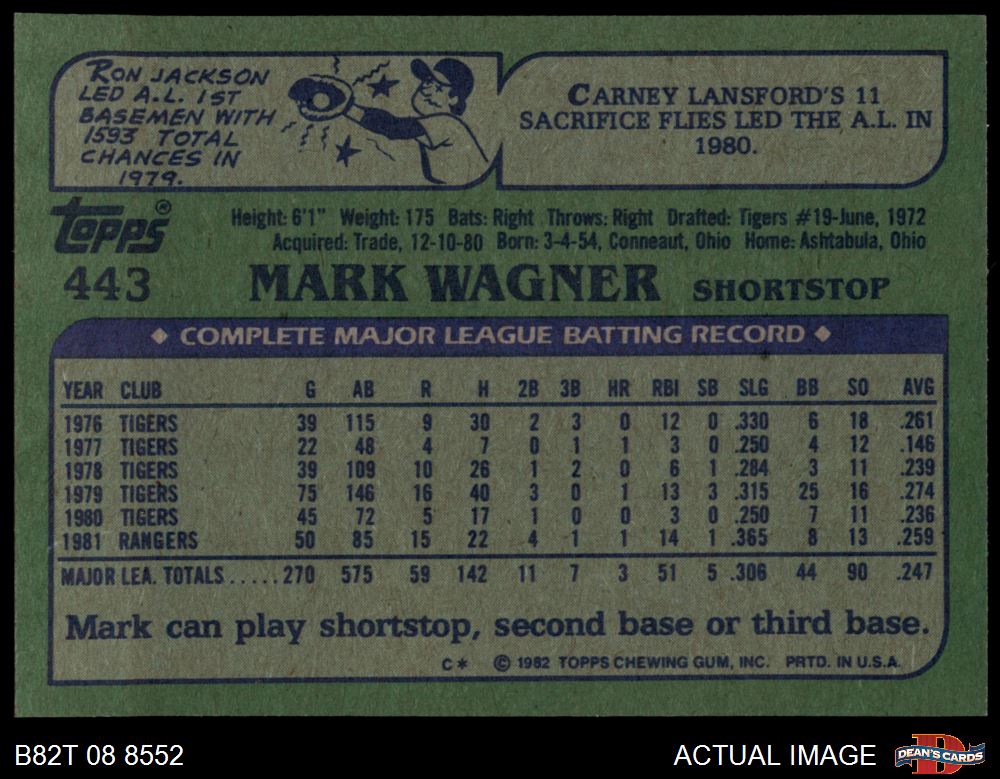 RON JACKSON
LED A.L. 1ST
BASEMEN WITH
1593 TOTAL
CHANCES IN
1979.
CARNEY LANSFORD'S 11
SACRIFICE FLIES LED THE A.L. IN
1980.
TOPPS®
443
Height: 6'1" Weight: 175 Bats: Right Throws: Right Drafted: Tigers #19-June, 1972
Acquired: Trade, 12-10-80 Born: 3-4-54, Conneaut, Ohio Home: Ashtabula, Ohio
MARK WAGNER SHORTSTOP
◆ COMPLETE MAJOR LEAGUE BATTING RECORD ◆
YEAR CLUB G AB R H 2B 3B HR RBI SB SLG BB SO AVG
1976 TIGERS 39 115 9 30 2 3 0 12 0 .330 6 18 .261
1977 TIGERS 22 48 4 7 0 1 1 3 0 .250 4 12 .146
1978 TIGERS 39 109 10 26 1 2 0 6 1 .284 3 11 .239
1979 TIGERS 75 146 16 40 3 0 1 13 3 .315 25 16 .274
1980 TIGERS 45 72 5 17 1 0 0 3 0 .250 7 11 .236
1981 RANGERS 50 85 15 22 4 1 1 14 1 .365 8 13 .259
MAJOR LEA. TOTALS.....270 575 59 142 11 7 3 51 5 .306 44 90 .247
Mark can play shortstop, second base or third base.
C* © 1982 TOPPS CHEWING GUM, INC. PRTD. IN U.S.A.
B82T 08 8552
ACTUAL IMAGE
D
DEAN'S CARDS